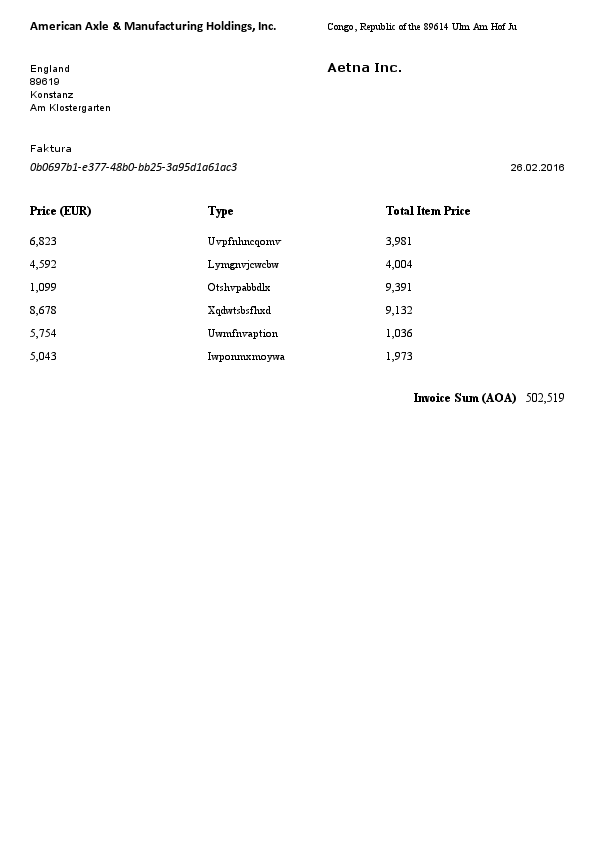 American Axle & Manufacturing Holdings, Inc.
Congo, Republic of the 89614 Ulm Am Hof Ju
England
89619
Konstanz
Am Klostergarten
Aetna Inc.
Faktura
0b0697b1-e377-48b0-bb25-3a95d1a61ac3 26.02.2016
Price (EUR) Type Total Item Price
6,823 Uvpfnhncqomv 3,981
4,592 Lymgnvjcwcbw 4,004
1,099 Otshvpabbdlx 9,391
8,678 Xqdwtsbsfhxd 9,132
5,754 Uwmfnvaption 1,036
5,043 Iwponmxmoywa 1,973
Invoice Sum (AOA) 502,519